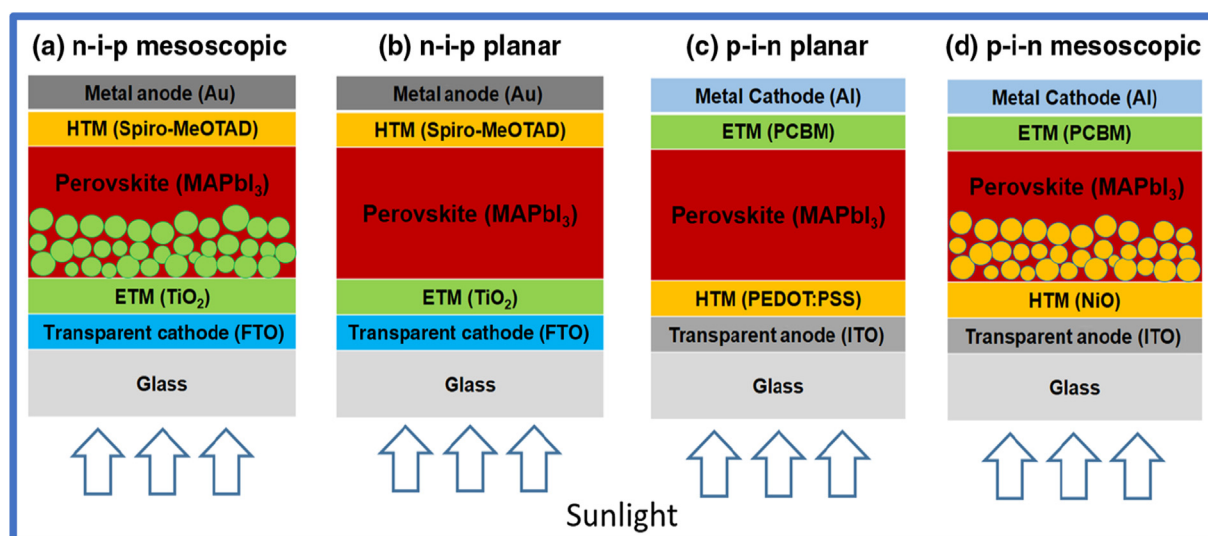 (a) n-i-p mesoscopic
Metal anode (Au)
HTM (Spiro-MeOTAD)
Perovskite (MAPbI₃)
ETM (TiO₂)
Transparent cathode (FTO)
Glass
(b) n-i-p planar
Metal anode (Au)
HTM (Spiro-MeOTAD)
Perovskite (MAPbI₃)
ETM (TiO₂)
Transparent cathode (FTO)
Glass
(c) p-i-n planar
Metal Cathode (Al)
ETM (PCBM)
Perovskite (MAPbI₃)
HTM (PEDOT:PSS)
Transparent anode (ITO)
Glass
(d) p-i-n mesoscopic
Metal Cathode (Al)
ETM (PCBM)
Perovskite (MAPbI₃)
HTM (NiO)
Transparent anode (ITO)
Glass
Sunlight